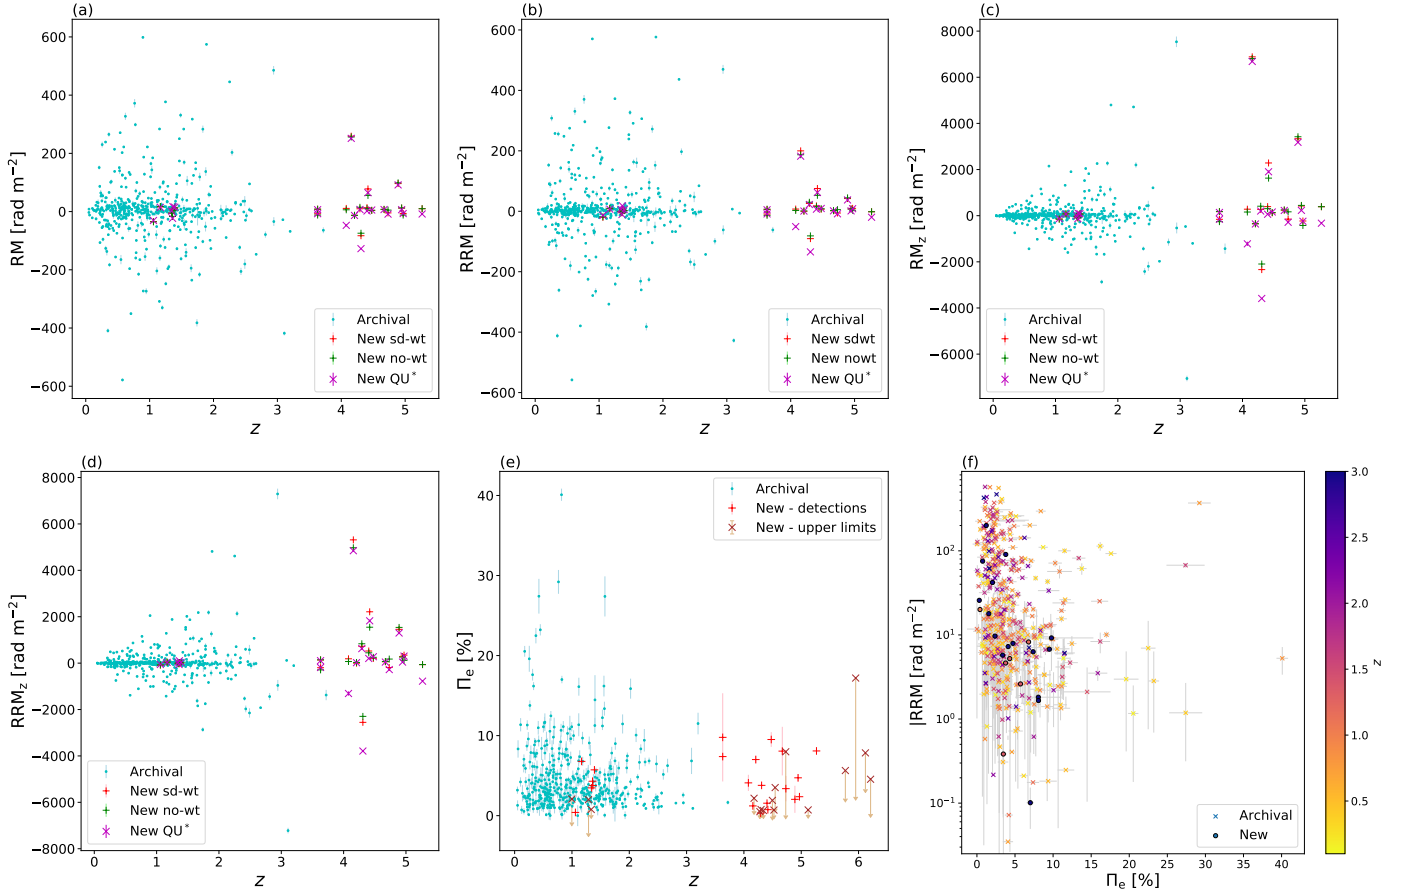 (a)
600
400
200
0
−200
−400
−600
RM [rad m⁻²]
0 1 2 3 4 5
z
Archival
New sd-wt
New no-wt
New QU*
(b)
600
400
200
0
−200
−400
−600
RRM [rad m⁻²]
0 1 2 3 4 5
z
Archival
New sdwt
New nowt
New QU*
(c)
8000
6000
4000
2000
0
−2000
−4000
−6000
RM_z [rad m⁻²]
0 1 2 3 4 5
z
Archival
New sd-wt
New no-wt
New QU*
(d)
8000
6000
4000
2000
0
−2000
−4000
−6000
−8000
RRM_z [rad m⁻²]
0 1 2 3 4 5
z
Archival
New sd-wt
New no-wt
New QU*
(e)
40
30
20
10
0
Π_e [%]
0 1 2 3 4 5 6
z
Archival
New - detections
New - upper limits
(f)
10²
10¹
10⁰
10⁻¹
|RRM [rad m⁻²]
0 5 10 15 20 25 30 35 40
Π_e [%]
Archival
New
3.0
2.5
2.0
1.5
1.0
0.5
z